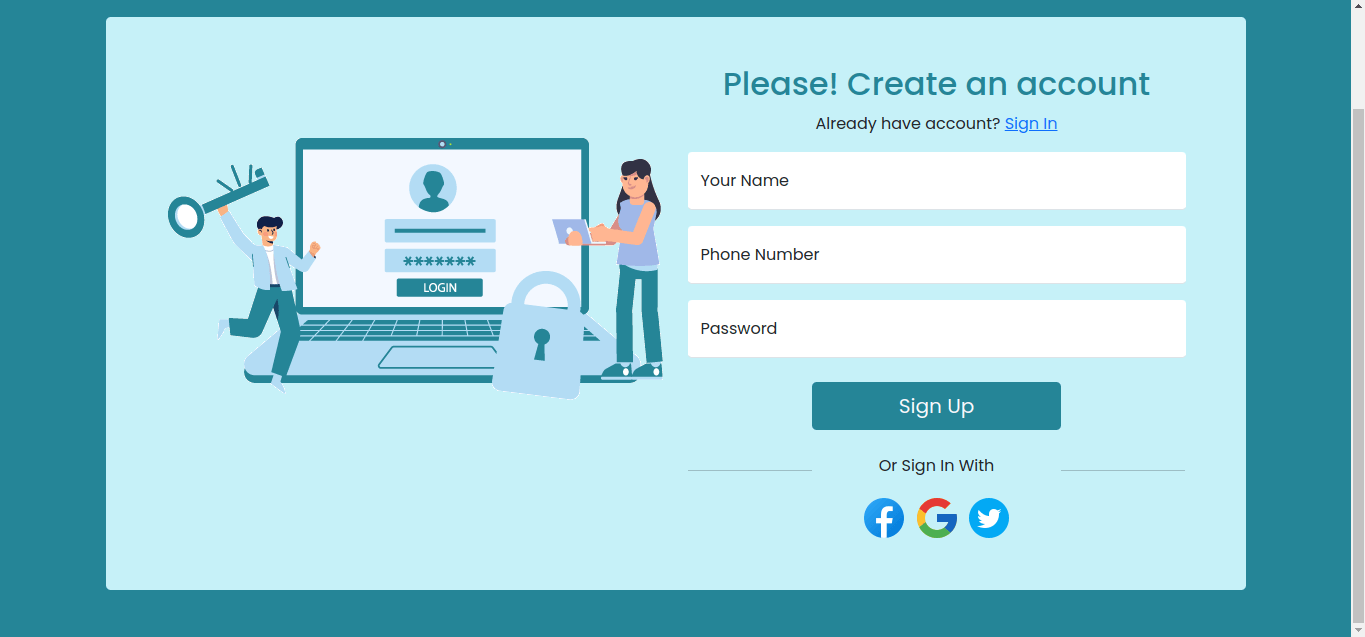 Please! Create an account
Already have account? Sign In
Your Name
Phone Number
Password
Sign Up
Or Sign In With
*******
LOGIN